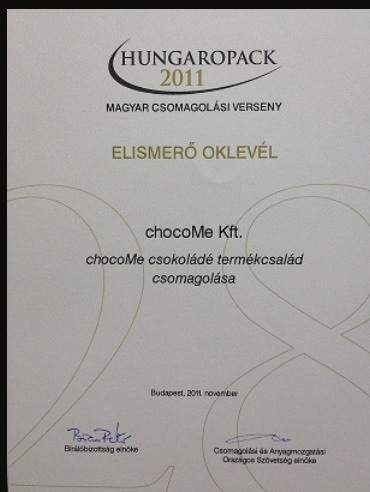 HUNGAROPACK
2011
MAGYAR CSOMAGOLÁSI VERSENY
ELISMERŐ OKLEVÉL
chocoMe Kft.
chocoMe csokoládé termékcsalád
csomagolása
Budapest, 2011. november
Bírálóbizottság elnöke
Csomagolási és Anyagmozgatási
Országos Szövetség elnöke